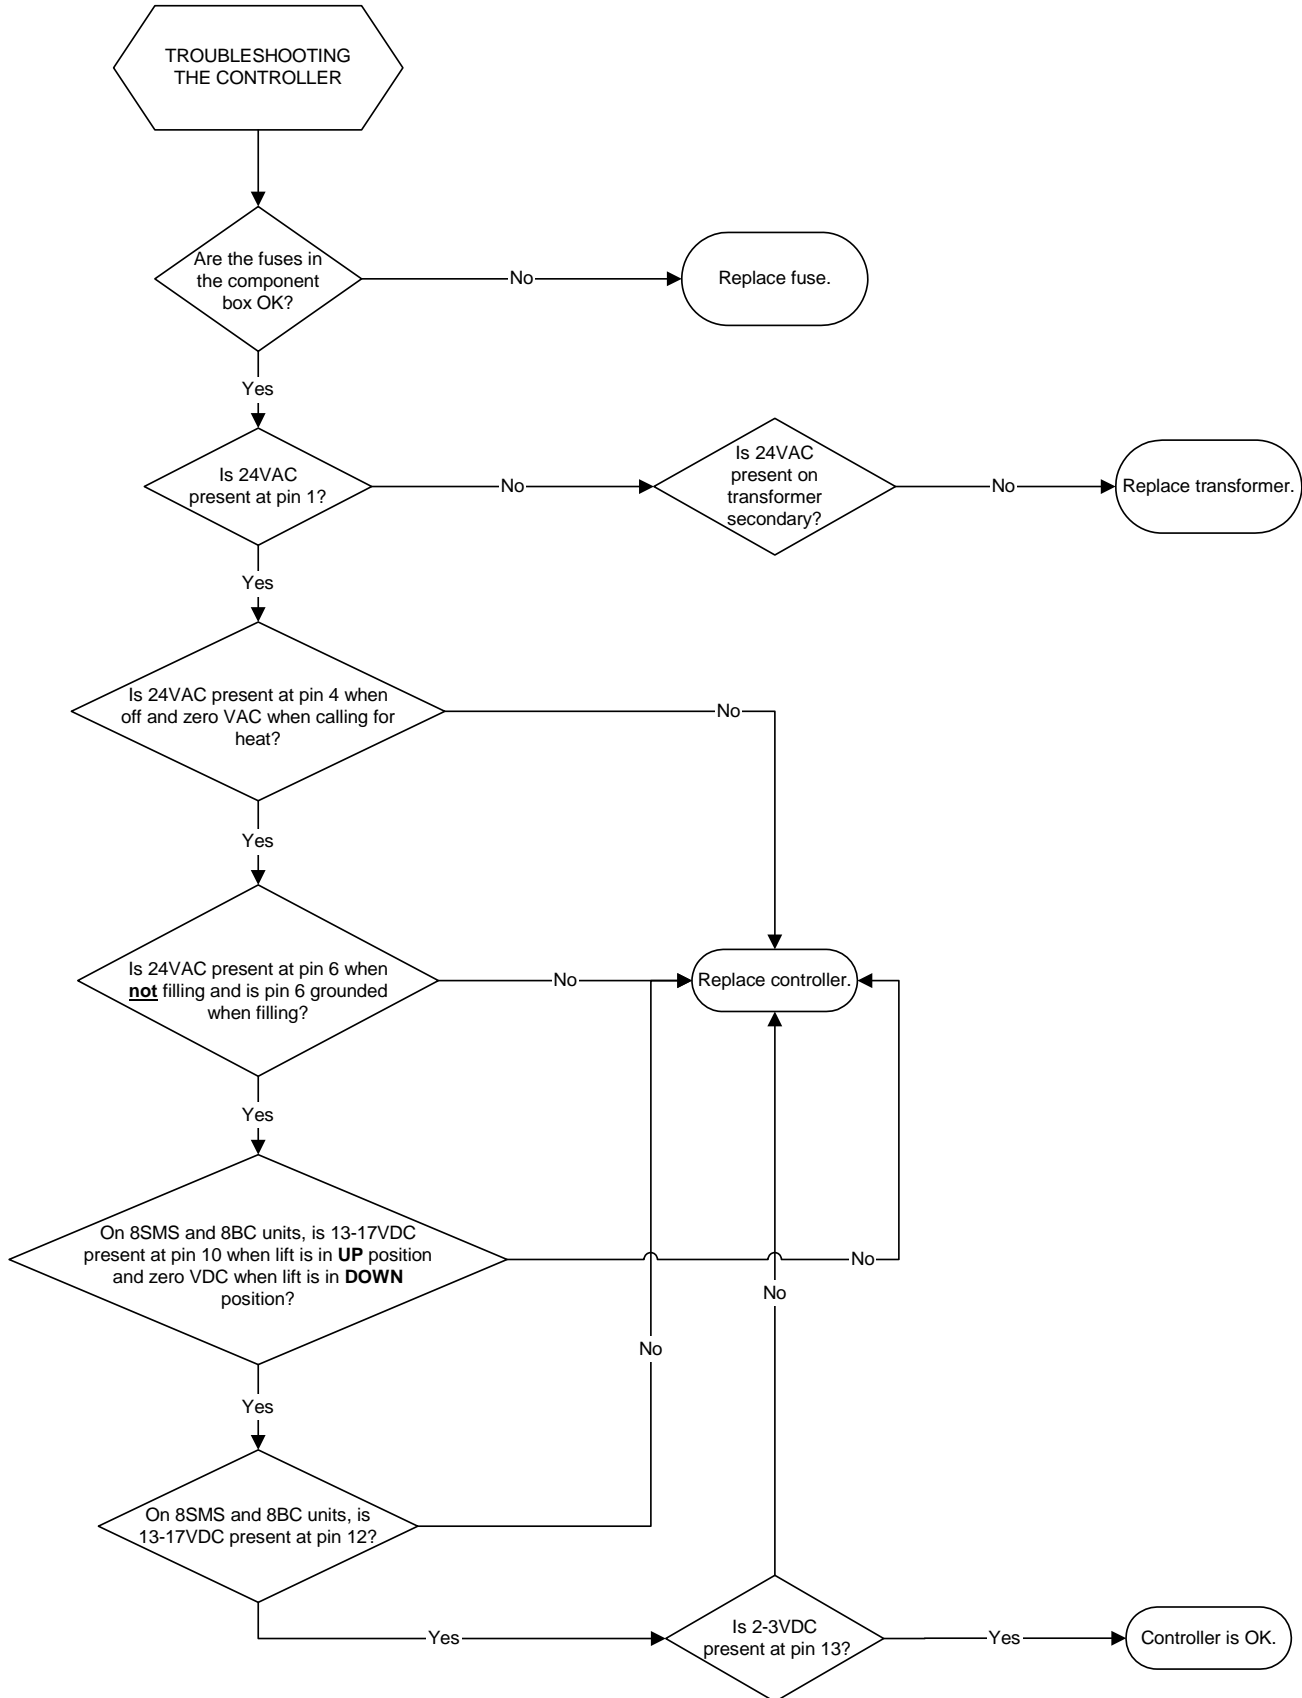 TROUBLESHOOTING
THE CONTROLLER
Are the fuses in
the component
box OK?
No
Replace fuse.
Yes
Is 24VAC
present at pin 1?
No
Is 24VAC
present on
transformer
secondary?
No
Replace transformer.
Yes
Is 24VAC present at pin 4 when
off and zero VAC when calling for
heat?
No
Yes
Is 24VAC present at pin 6 when
not filling and is pin 6 grounded
when filling?
No
Replace controller.
Yes
On 8SMS and 8BC units, is 13-17VDC
present at pin 10 when lift is in UP position
and zero VDC when lift is in DOWN
position?
No
No
No
Yes
On 8SMS and 8BC units, is
13-17VDC present at pin 12?
Yes
Is 2-3VDC
present at pin 13?
Yes
Controller is OK.